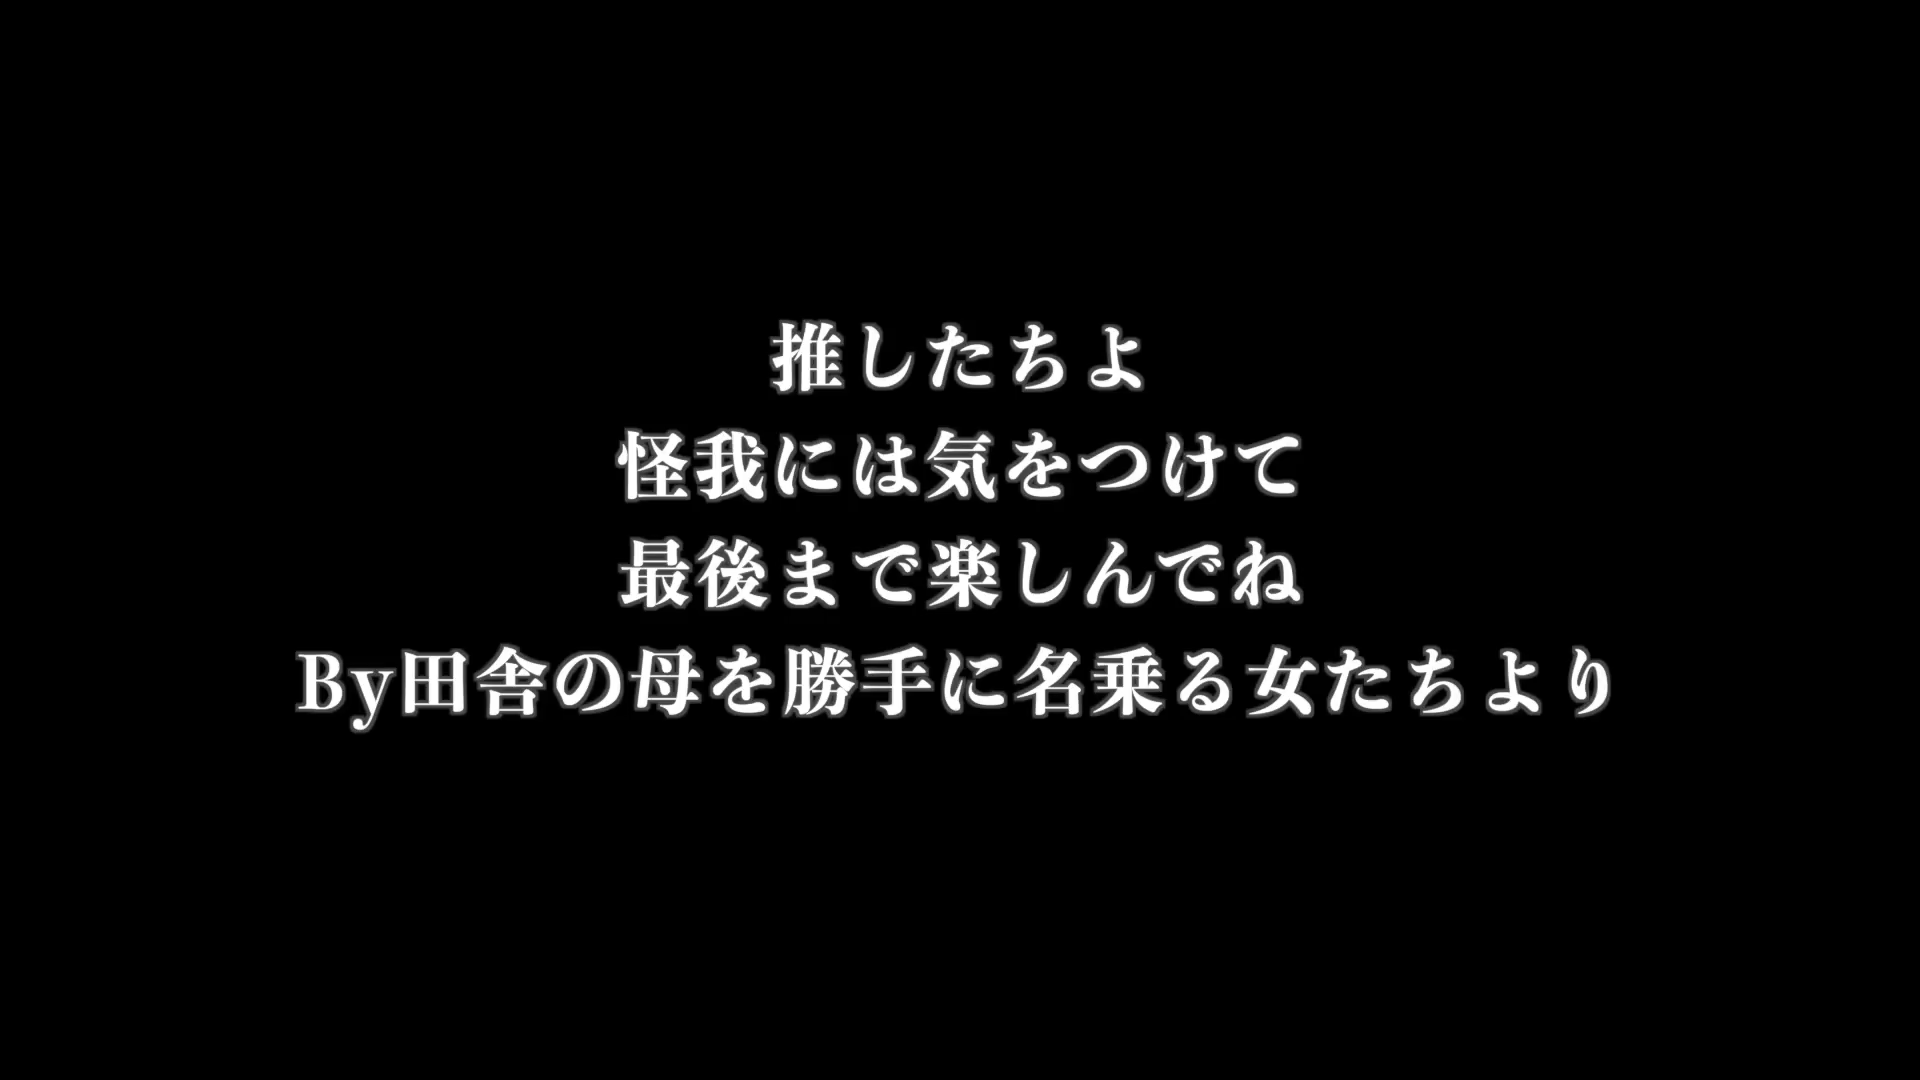 推したちよ
怪我には気をつけて
最後まで楽しんでね
By田舎の母を勝手に名乗る女たちより